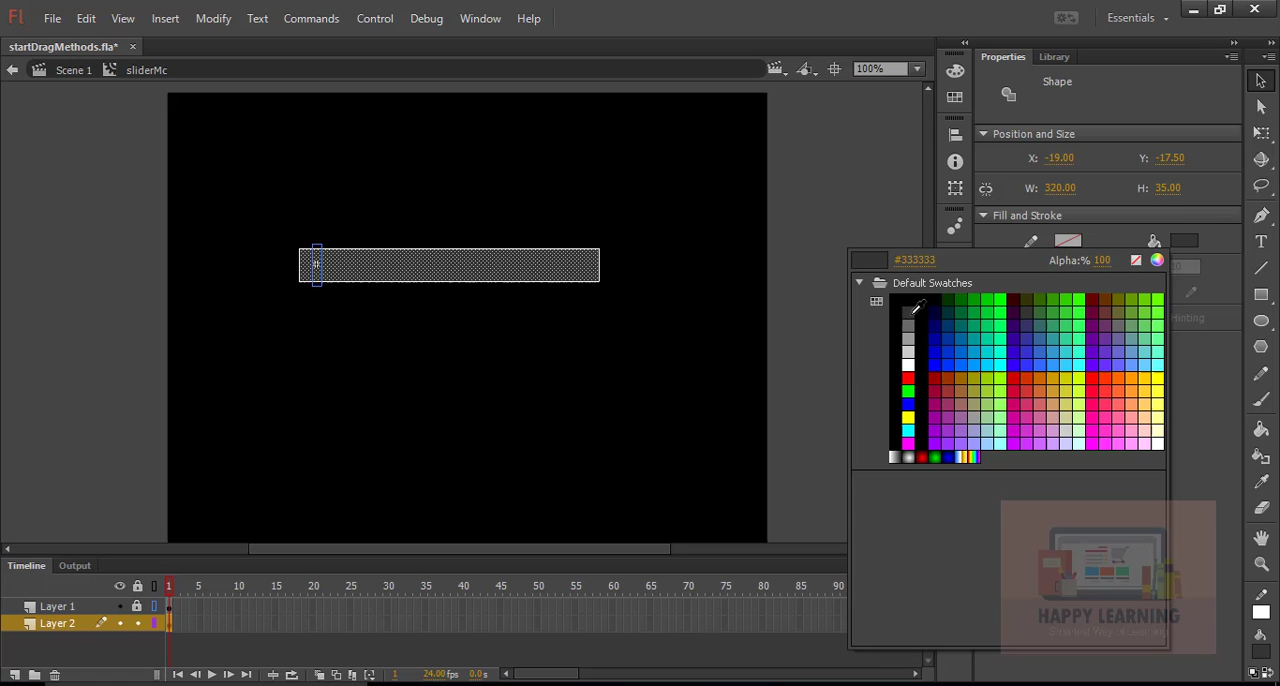 Fl File Edit View Insert Modify Text Commands Control Debug Window Help Essentials
startDragMethods.fla* ×
Scene 1 sliderMc 100%
Properties Library
Shape
Position and Size
X: -19.00 Y: -17.50
W: 320.00 H: 35.00
Fill and Stroke
#333333 Alpha:% 100
Default Swatches
Hinting
HAPPY LEARNING
Timeline Output
1 5 10 15 20 25 30 35 40 45 50 55 60 65 70 75 80 85 90
Layer 1
Layer 2
1 24.00 fps 0.0 s